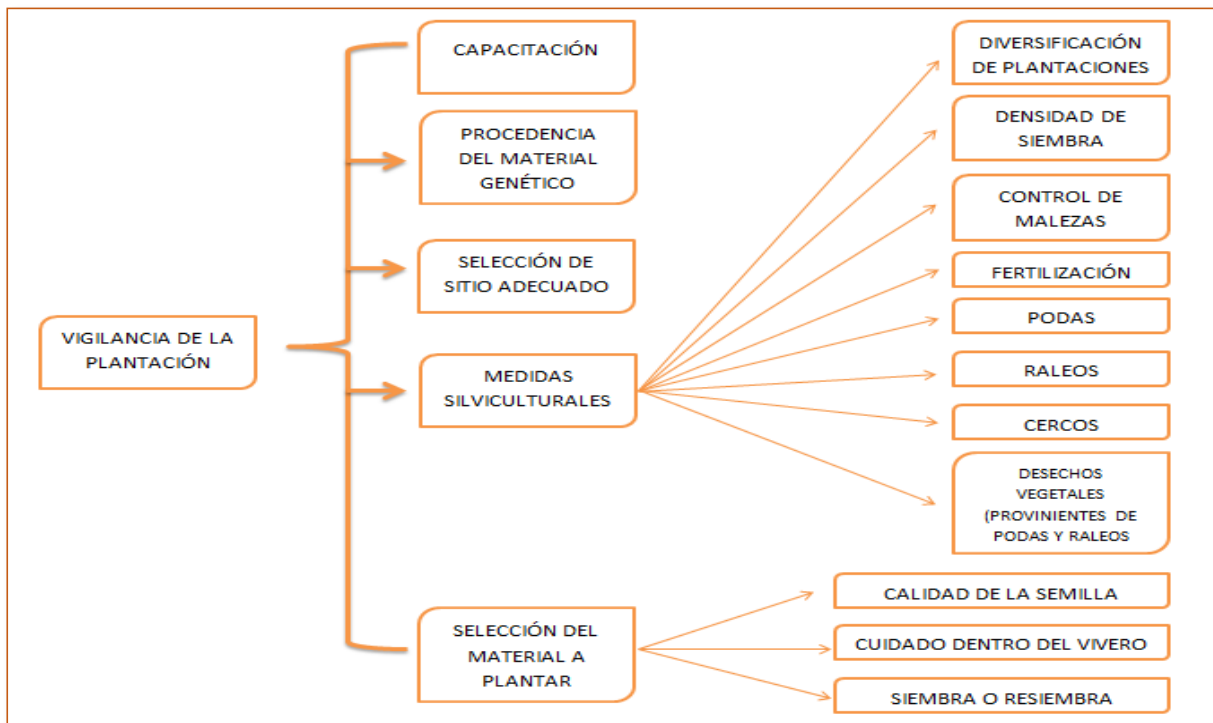 VIGILANCIA DE LA
PLANTACIÓN
CAPACITACIÓN
PROCEDENCIA
DEL MATERIAL
GENÉTICO
SELECCIÓN DE
SITIO ADECUADO
MEDIDAS
SILVICULTURALES
SELECCIÓN DEL
MATERIAL A
PLANTAR
DIVERSIFICACIÓN
DE PLANTACIONES
DENSIDAD DE
SIEMBRA
CONTROL DE
MALEZAS
FERTILIZACIÓN
PODAS
RALEOS
CERCOS
DESECHOS
VEGETALES
(PROVINIENTES DE
PODAS Y RALEOS
CALIDAD DE LA SEMILLA
CUIDADO DENTRO DEL VIVERO
SIEMBRA O RESIEMBRA